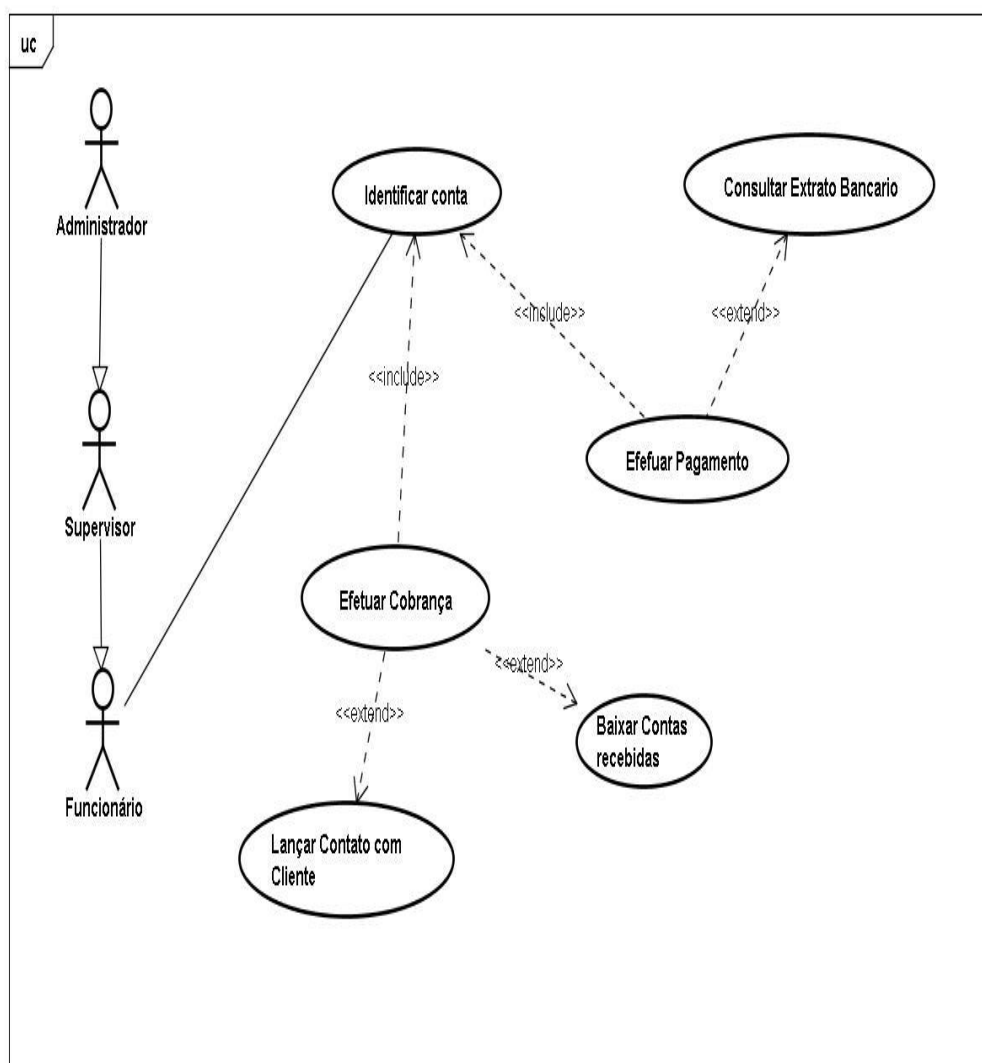 uc
Administrador
Identificar conta
Consultar Extrato Bancario
<<include>>
<<extend>>
<<include>>
Supervisor
Efefuar Pagamento
Efetuar Cobrança
<<extend>>
<<extend>>
Baixar Contas
recebidas
Funcionário
Lançar Contato com
Cliente